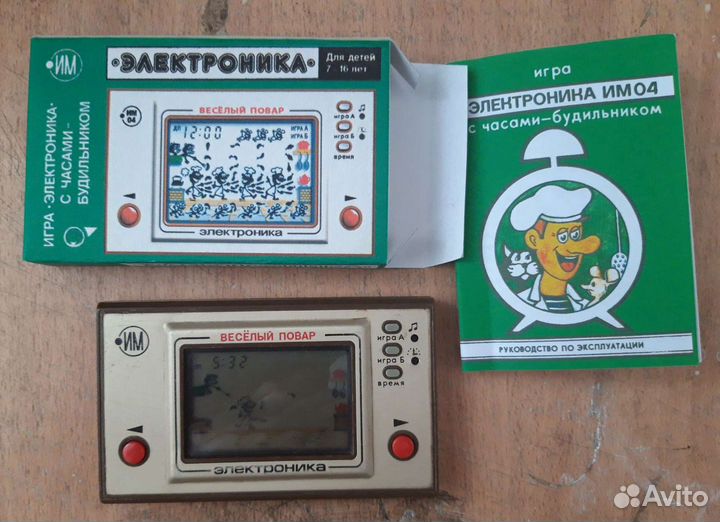 ИМ
•ЭЛЕКТРОНИКА•
Для детей
7-16 лет
ИГРА •ЭЛЕКТРОНИКА•
С ЧАСАМИ-
БУДИЛЬНИКОМ
ИМ
04
ВЕСЁЛЫЙ ПОВАР
12:00
ИГРА А
ИГРА Б
игра А
игра Б
время
электроника
игра
ЭЛЕКТРОНИКА ИМ04
с часами-будильником
РУКОВОДСТВО ПО ЭКСПЛУАТАЦИИ
•ИМ
ВЕСЁЛЫЙ ПОВАР
5:32
игра А
игра Б
время
электроника
Avito